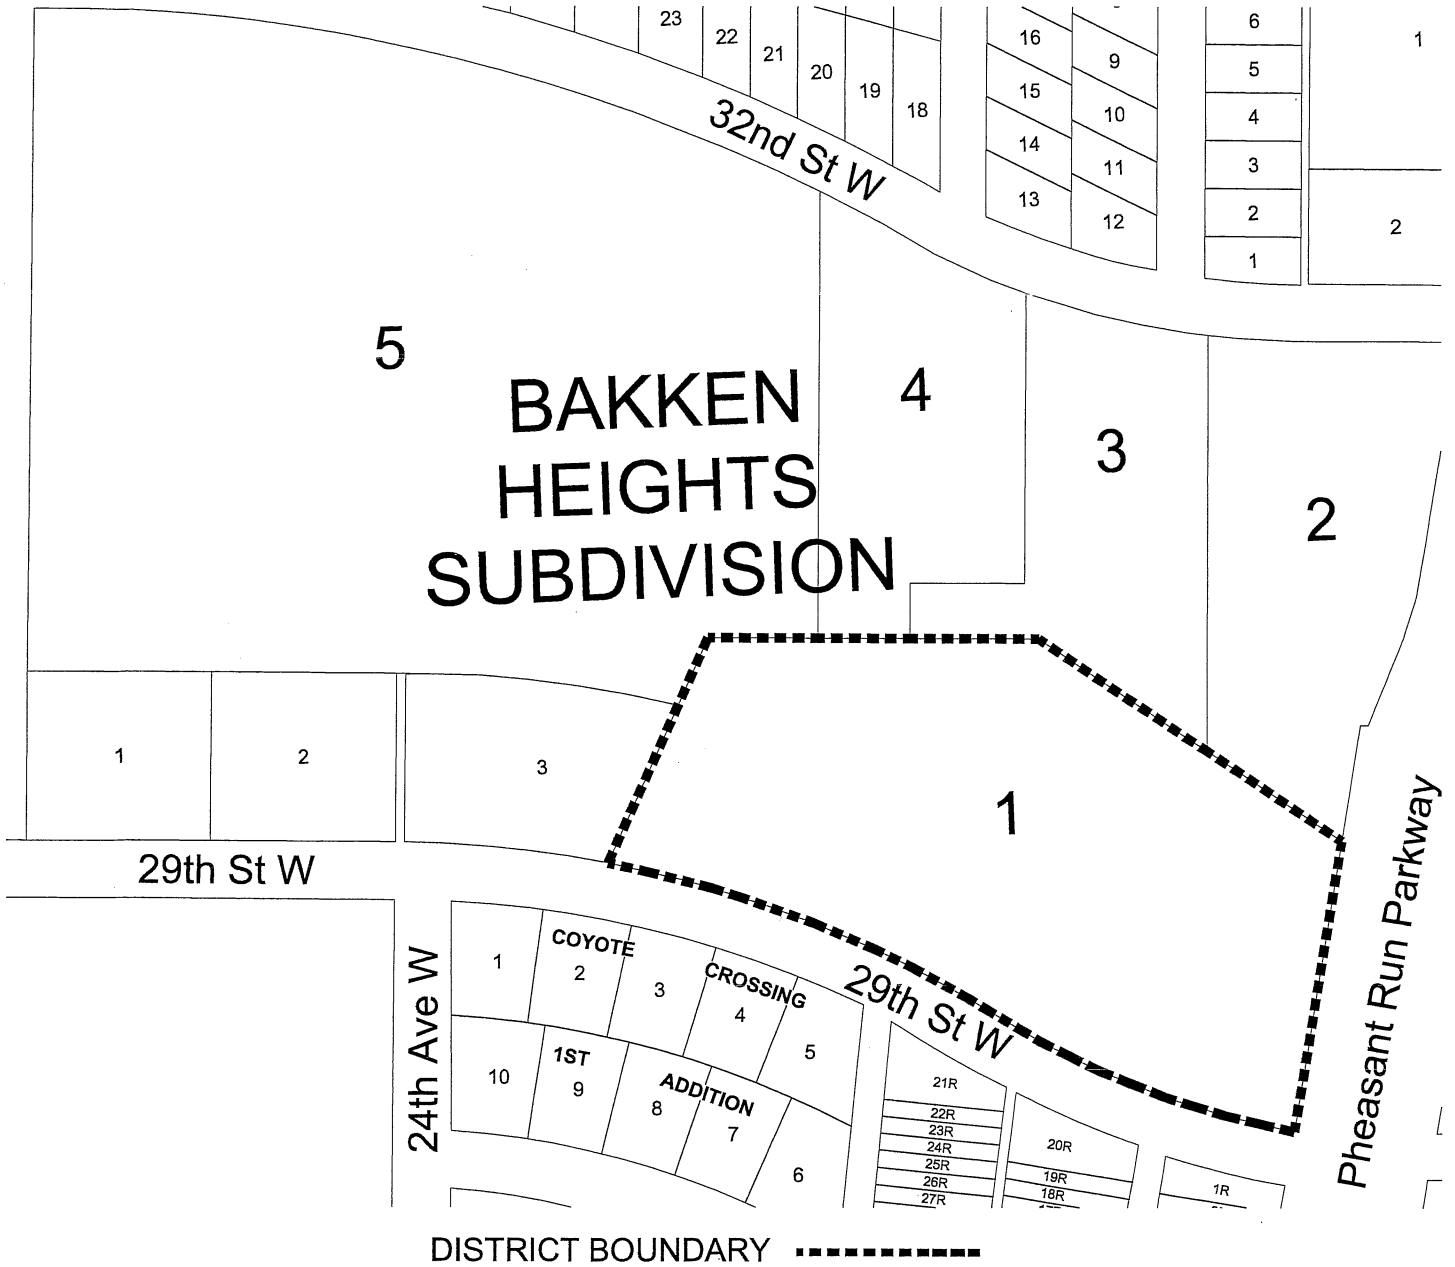 23
22
21
20
19
18
16
15
14
13
9
10
11
12
6
5
4
3
2
1
1
2
32nd St W
5
4
3
2
BAKKEN
HEIGHTS
SUBDIVISION
1
2
3
1
29th St W
29th St W
24th Ave W
Pheasant Run Parkway
COYOTE
CROSSING
1
2
3
4
5
1ST
ADDITION
10
9
8
7
6
21R
22R
23R
24R
25R
26R
27R
20R
19R
18R
1R
DISTRICT BOUNDARY